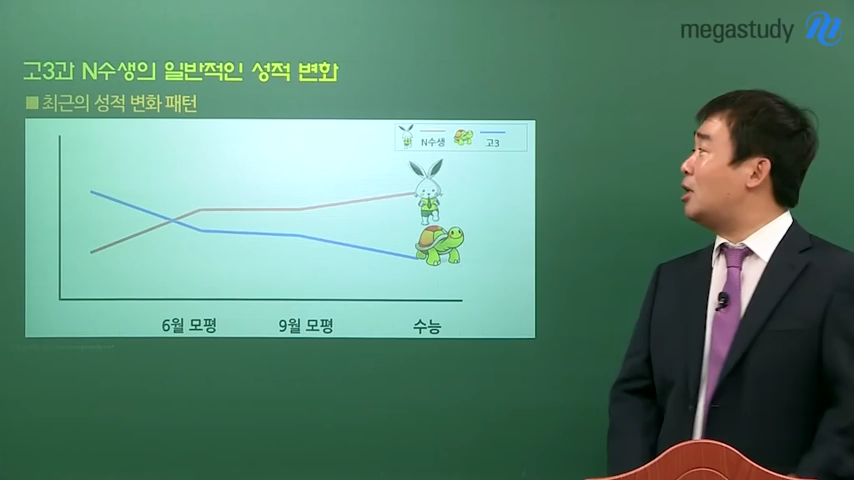 megastudy
고3과 N수생의 일반적인 성적 변화
최근의 성적 변화 패턴
N수생 고3
6월 모평 9월 모평 수능